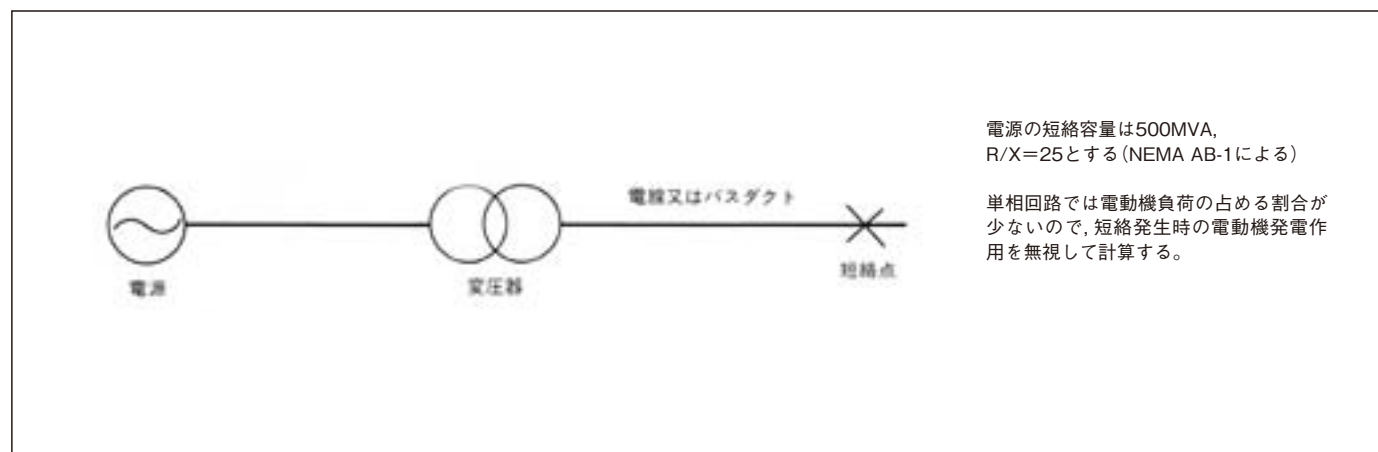 電源の短絡容量は500MVA,
R/X=25とする(NEMA AB-1による)
単相回路では電動機負荷の占める割合が
少ないので,短絡発生時の電動機発電作
用を無視して計算する。
電線又はバスダクト
電源
変圧器
短絡点